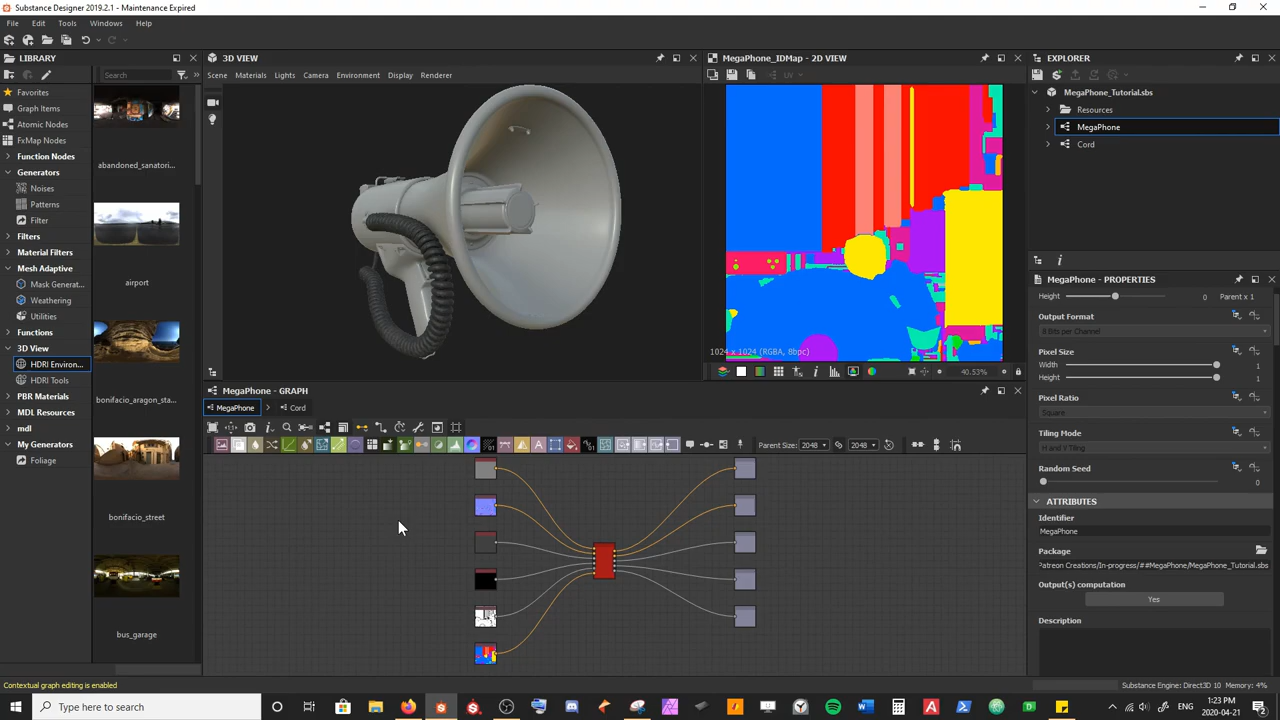 Substance Designer 2019.2.1 - Maintenance Expired
File Edit Tools Windows Help
LIBRARY
Search
Favorites
Graph Items
Atomic Nodes
FxMap Nodes
Function Nodes
Generators
Noises
Patterns
Filter
Filters
Material Filters
Mesh Adaptive
Mask Generat...
Weathering
Utilities
Functions
3D View
HDRI Environ...
HDRI Tools
PBR Materials
MDL Resources
mdl
My Generators
Foliage
abandoned_sanatori...
airport
bonifacio_aragon_sta...
bonifacio_street
bus_garage
3D VIEW
Scene Materials Lights Camera Environment Display Renderer
MegaPhone_IDMap - 2D VIEW
UV
1024 x 1024 (RGBA, 8bpc)
40.53%
MegaPhone - GRAPH
MegaPhone > Cord
Parent Size: 2048 2048
EXPLORER
MegaPhone_Tutorial.sbs
Resources
MegaPhone
Cord
MegaPhone - PROPERTIES
Height 0 Parent x 1
Output Format
8 Bits per Channel
Pixel Size
Width 1
Height 1
Pixel Ratio
Square
Tiling Mode
H and V Tiling
Random Seed
0
ATTRIBUTES
Identifier
MegaPhone
Package
Patreon Creations/In-progress/##MegaPhone/MegaPhone_Tutorial.sbs
Output(s) computation
Yes
Description
Contextual graph editing is enabled
Substance Engine: Direct3D 10 Memory: 4%
Type here to search
ENG
1:23 PM
2020-04-21